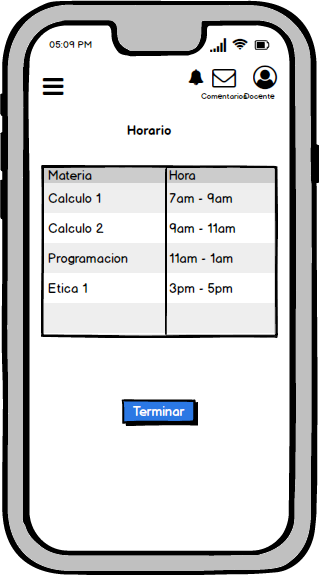 05:09 PM
Comentarios Docente
Horario
Materia Hora
Calculo 1 7am - 9am
Calculo 2 9am - 11am
Programacion 11am - 1am
Etica 1 3pm - 5pm
Terminar